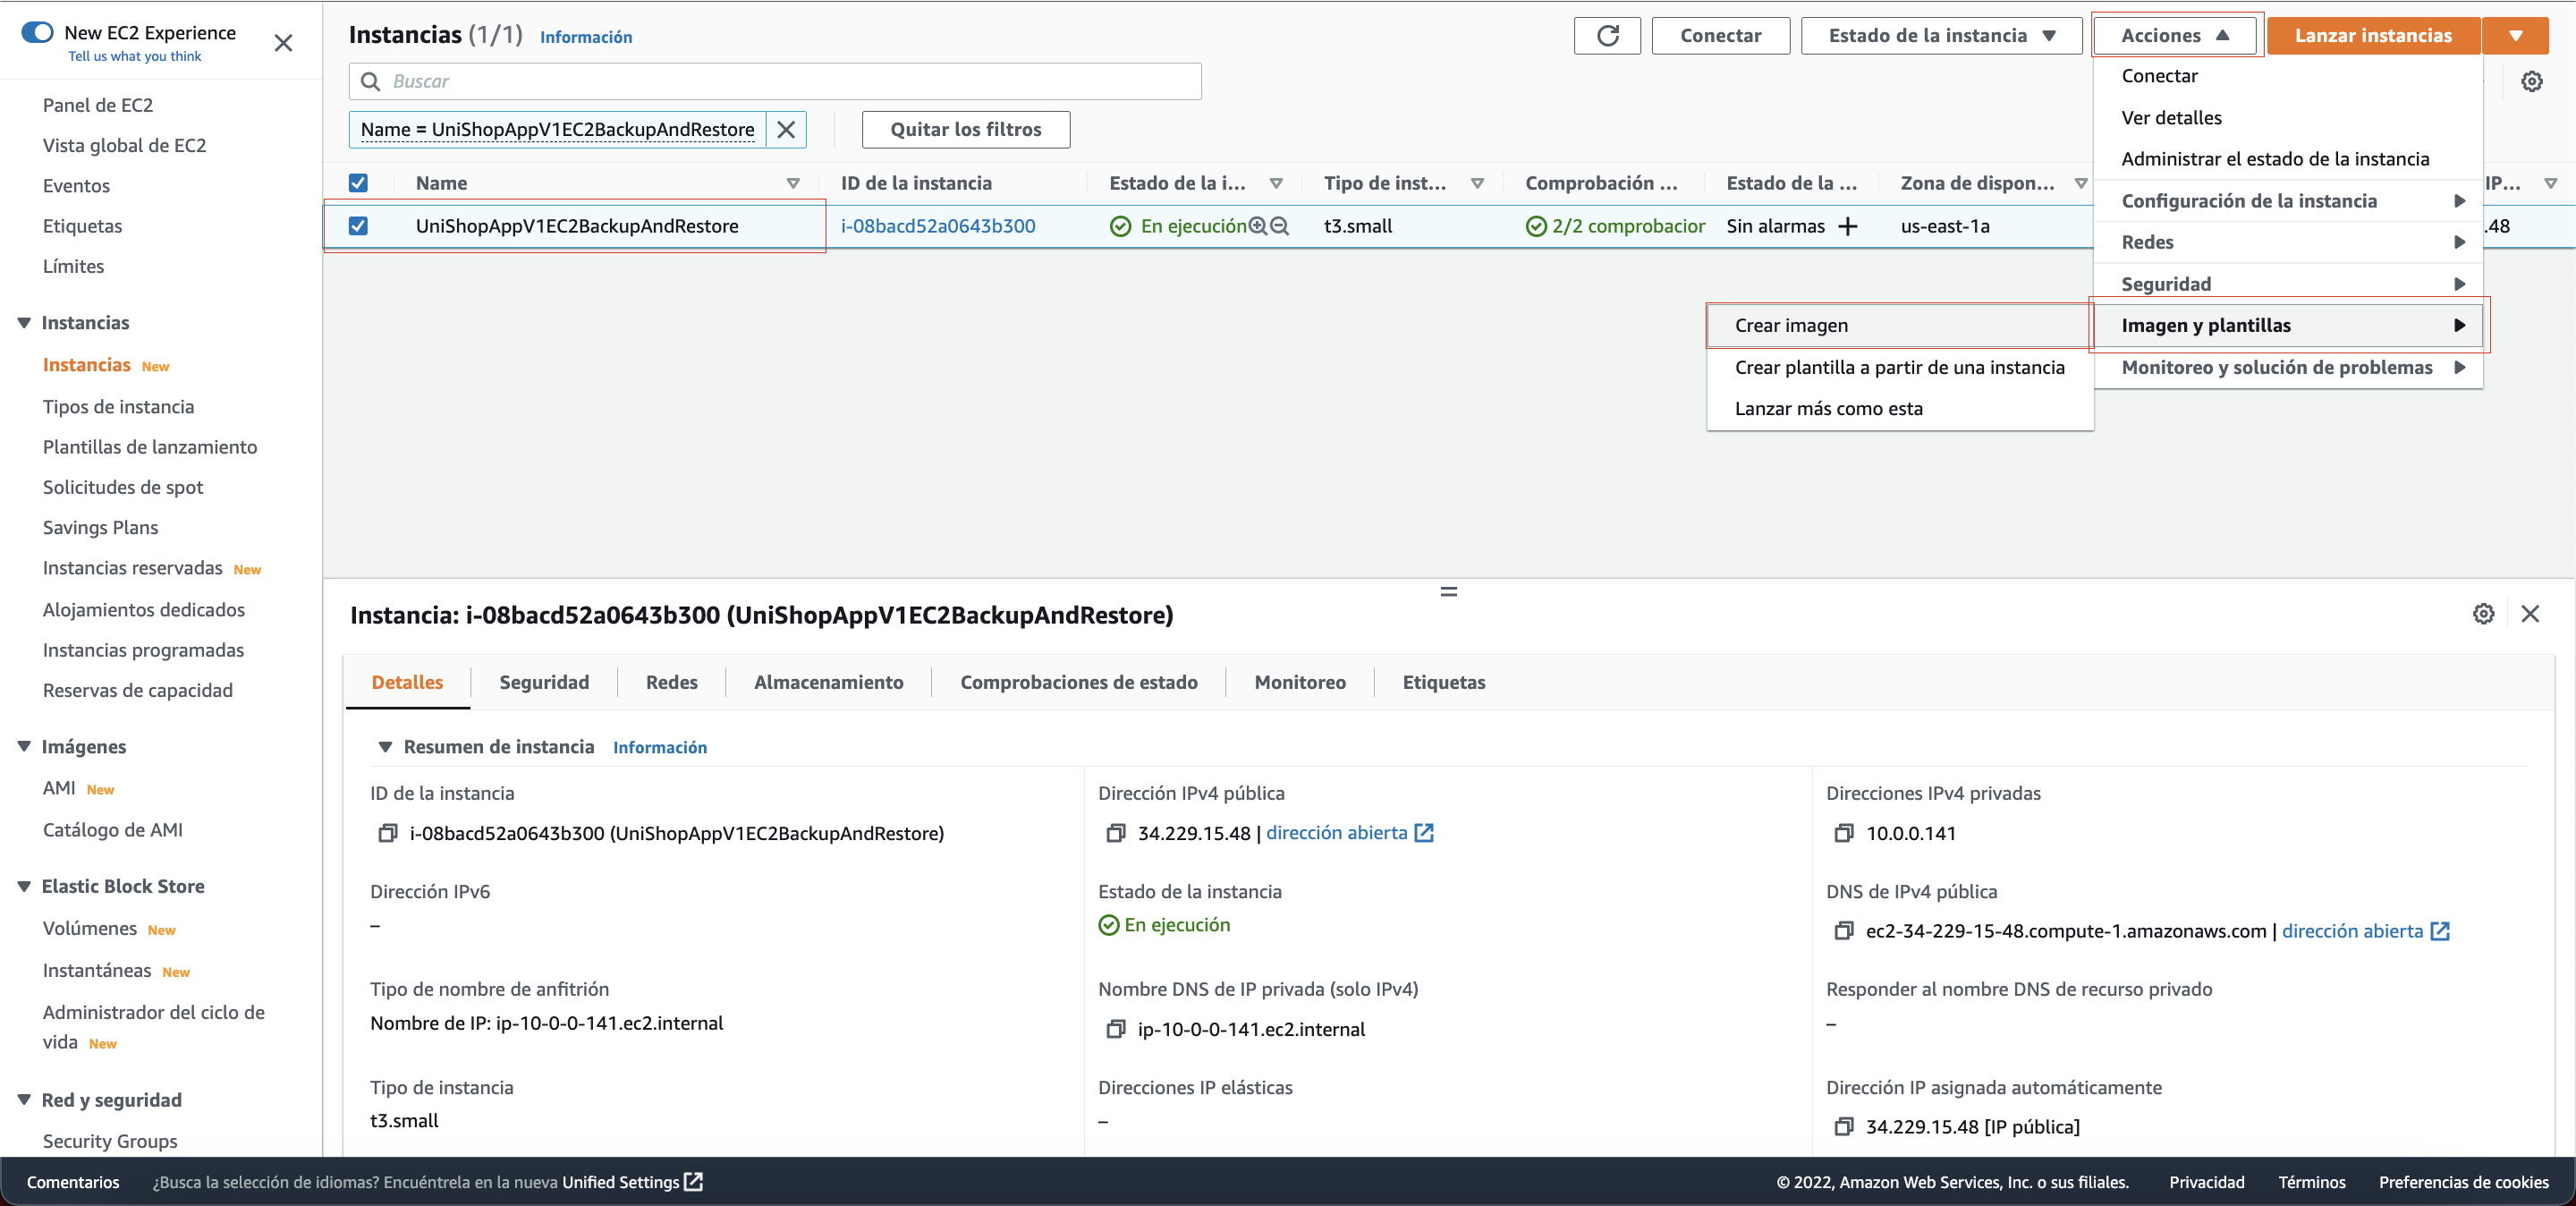 New EC2 Experience
Tell us what you think
Panel de EC2
Vista global de EC2
Eventos
Etiquetas
Límites
Instancias
Instancias New
Tipos de instancia
Plantillas de lanzamiento
Solicitudes de spot
Savings Plans
Instancias reservadas New
Alojamientos dedicados
Instancias programadas
Reservas de capacidad
Imágenes
AMI New
Catálogo de AMI
Elastic Block Store
Volúmenes New
Instantáneas New
Administrador del ciclo de
vida New
Red y seguridad
Security Groups
Instancias (1/1) Información
Conectar
Estado de la instancia
Acciones
Lanzar instancias
Buscar
Name = UniShopAppV1EC2BackupAndRestore
Quitar los filtros
Name ID de la instancia Estado de la i... Tipo de inst... Comprobación ... Estado de la ... Zona de dispon... IP...
UniShopAppV1EC2BackupAndRestore i-08bacd52a0643b300 En ejecución t3.small 2/2 comprobacior Sin alarmas us-east-1a .48
Conectar
Ver detalles
Administrar el estado de la instancia
Configuración de la instancia
Redes
Seguridad
Imagen y plantillas
Monitoreo y solución de problemas
Crear imagen
Crear plantilla a partir de una instancia
Lanzar más como esta
Instancia: i-08bacd52a0643b300 (UniShopAppV1EC2BackupAndRestore)
Detalles Seguridad Redes Almacenamiento Comprobaciones de estado Monitoreo Etiquetas
Resumen de instancia Información
ID de la instancia
i-08bacd52a0643b300 (UniShopAppV1EC2BackupAndRestore)
Dirección IPv4 pública
34.229.15.48 | dirección abierta
Direcciones IPv4 privadas
10.0.0.141
Dirección IPv6
–
Estado de la instancia
En ejecución
DNS de IPv4 pública
ec2-34-229-15-48.compute-1.amazonaws.com | dirección abierta
Tipo de nombre de anfitrión
Nombre de IP: ip-10-0-0-141.ec2.internal
Nombre DNS de IP privada (solo IPv4)
ip-10-0-0-141.ec2.internal
Responder al nombre DNS de recurso privado
–
Tipo de instancia
t3.small
Direcciones IP elásticas
–
Dirección IP asignada automáticamente
34.229.15.48 [IP pública]
Comentarios ¿Busca la selección de idiomas? Encuéntrela en la nueva Unified Settings
© 2022, Amazon Web Services, Inc. o sus filiales. Privacidad Términos Preferencias de cookies